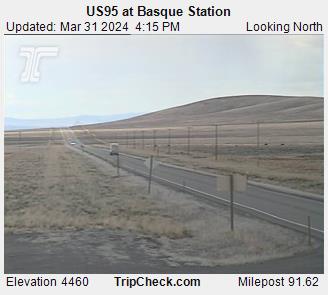 US95 at Basque Station
Updated: Mar 31 2024 4:15 PM Looking North
Elevation 4460 TripCheck.com Milepost 91.62